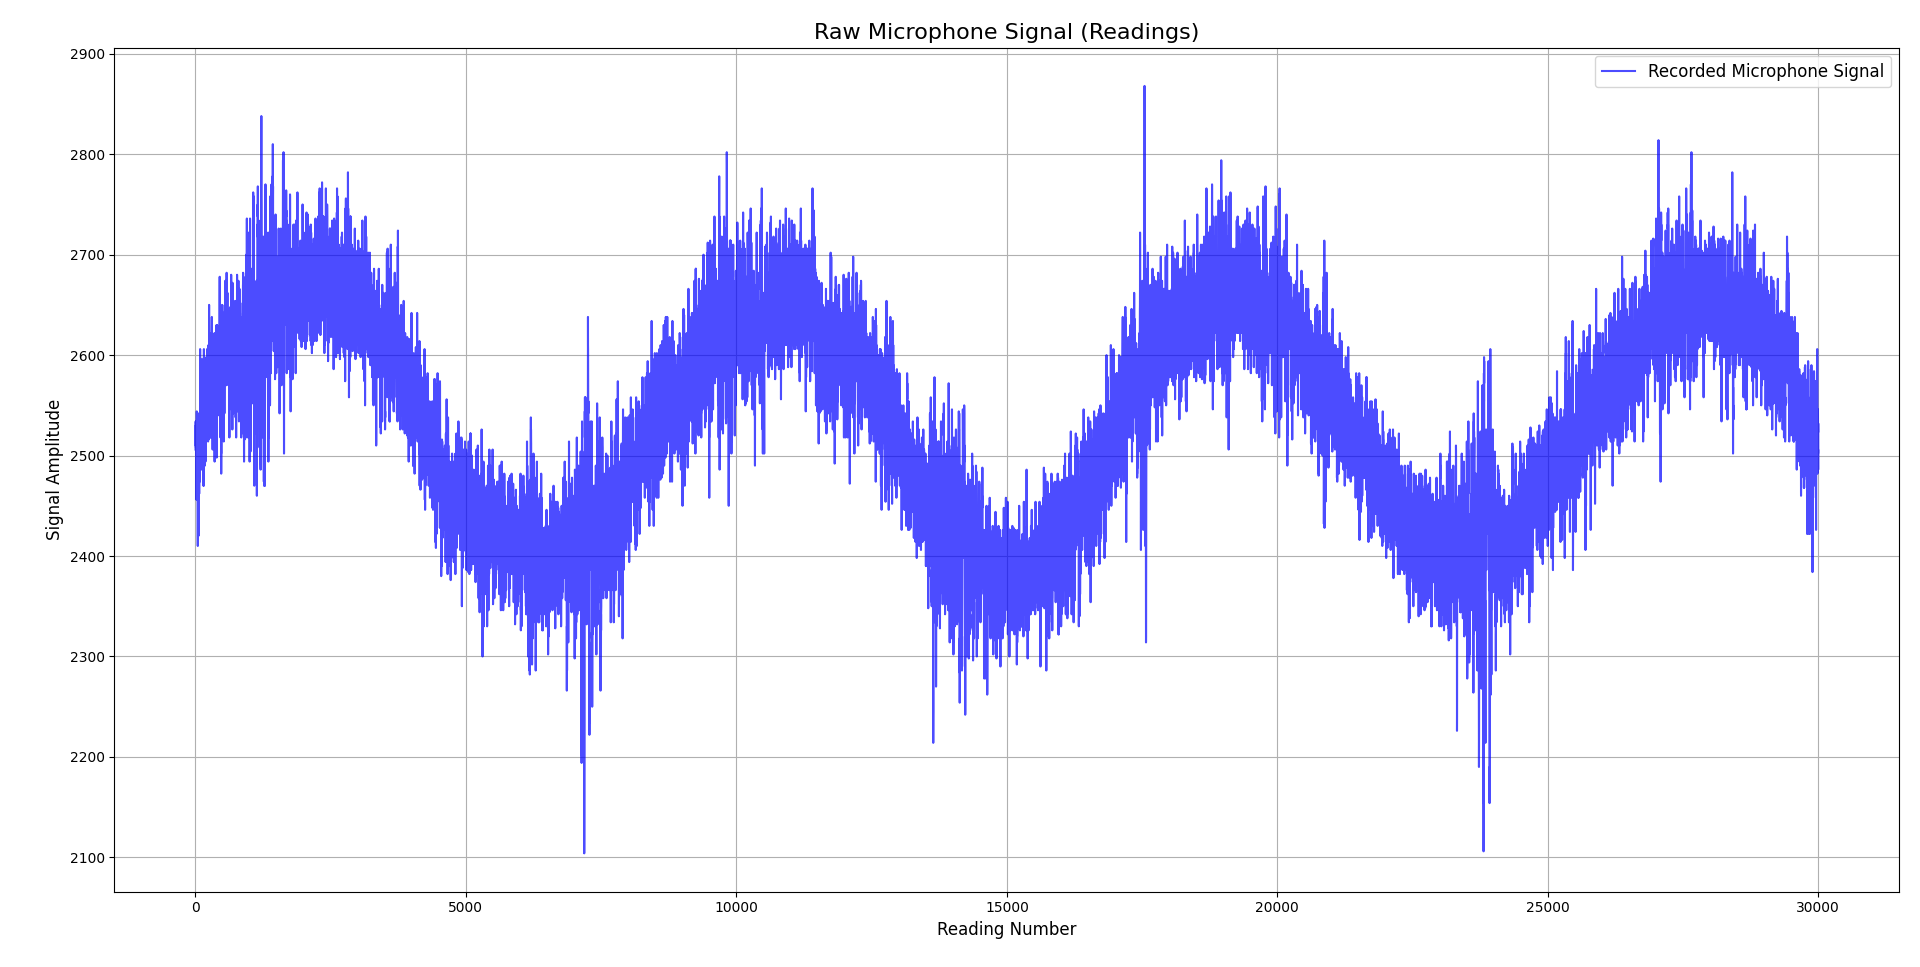 Raw Microphone Signal (Readings)
Recorded Microphone Signal
Signal Amplitude
2900
2800
2700
2600
2500
2400
2300
2200
2100
0 5000 10000 15000 20000 25000 30000
Reading Number